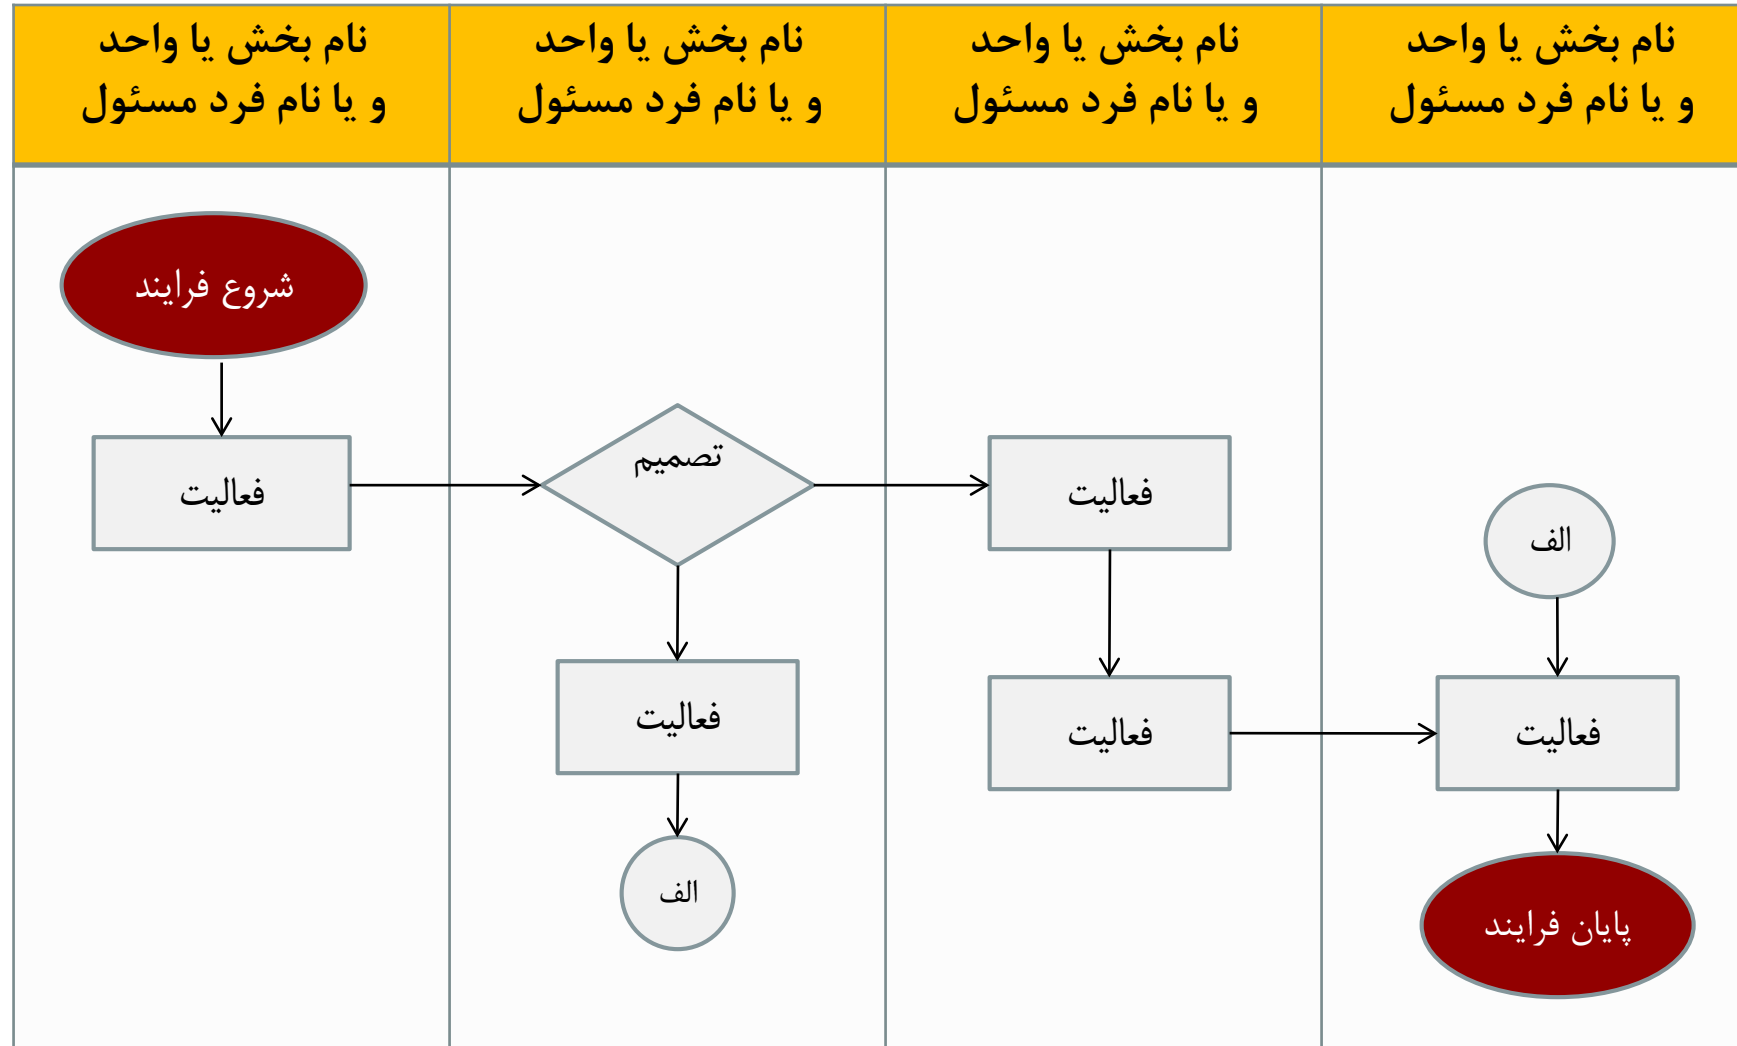 نام بخش یا واحد
و یا نام فرد مسئول
نام بخش یا واحد
و یا نام فرد مسئول
نام بخش یا واحد
و یا نام فرد مسئول
نام بخش یا واحد
و یا نام فرد مسئول
شروع فرایند
فعالیت
تصمیم
فعالیت
الف
فعالیت
فعالیت
الف
فعالیت
پایان فرایند